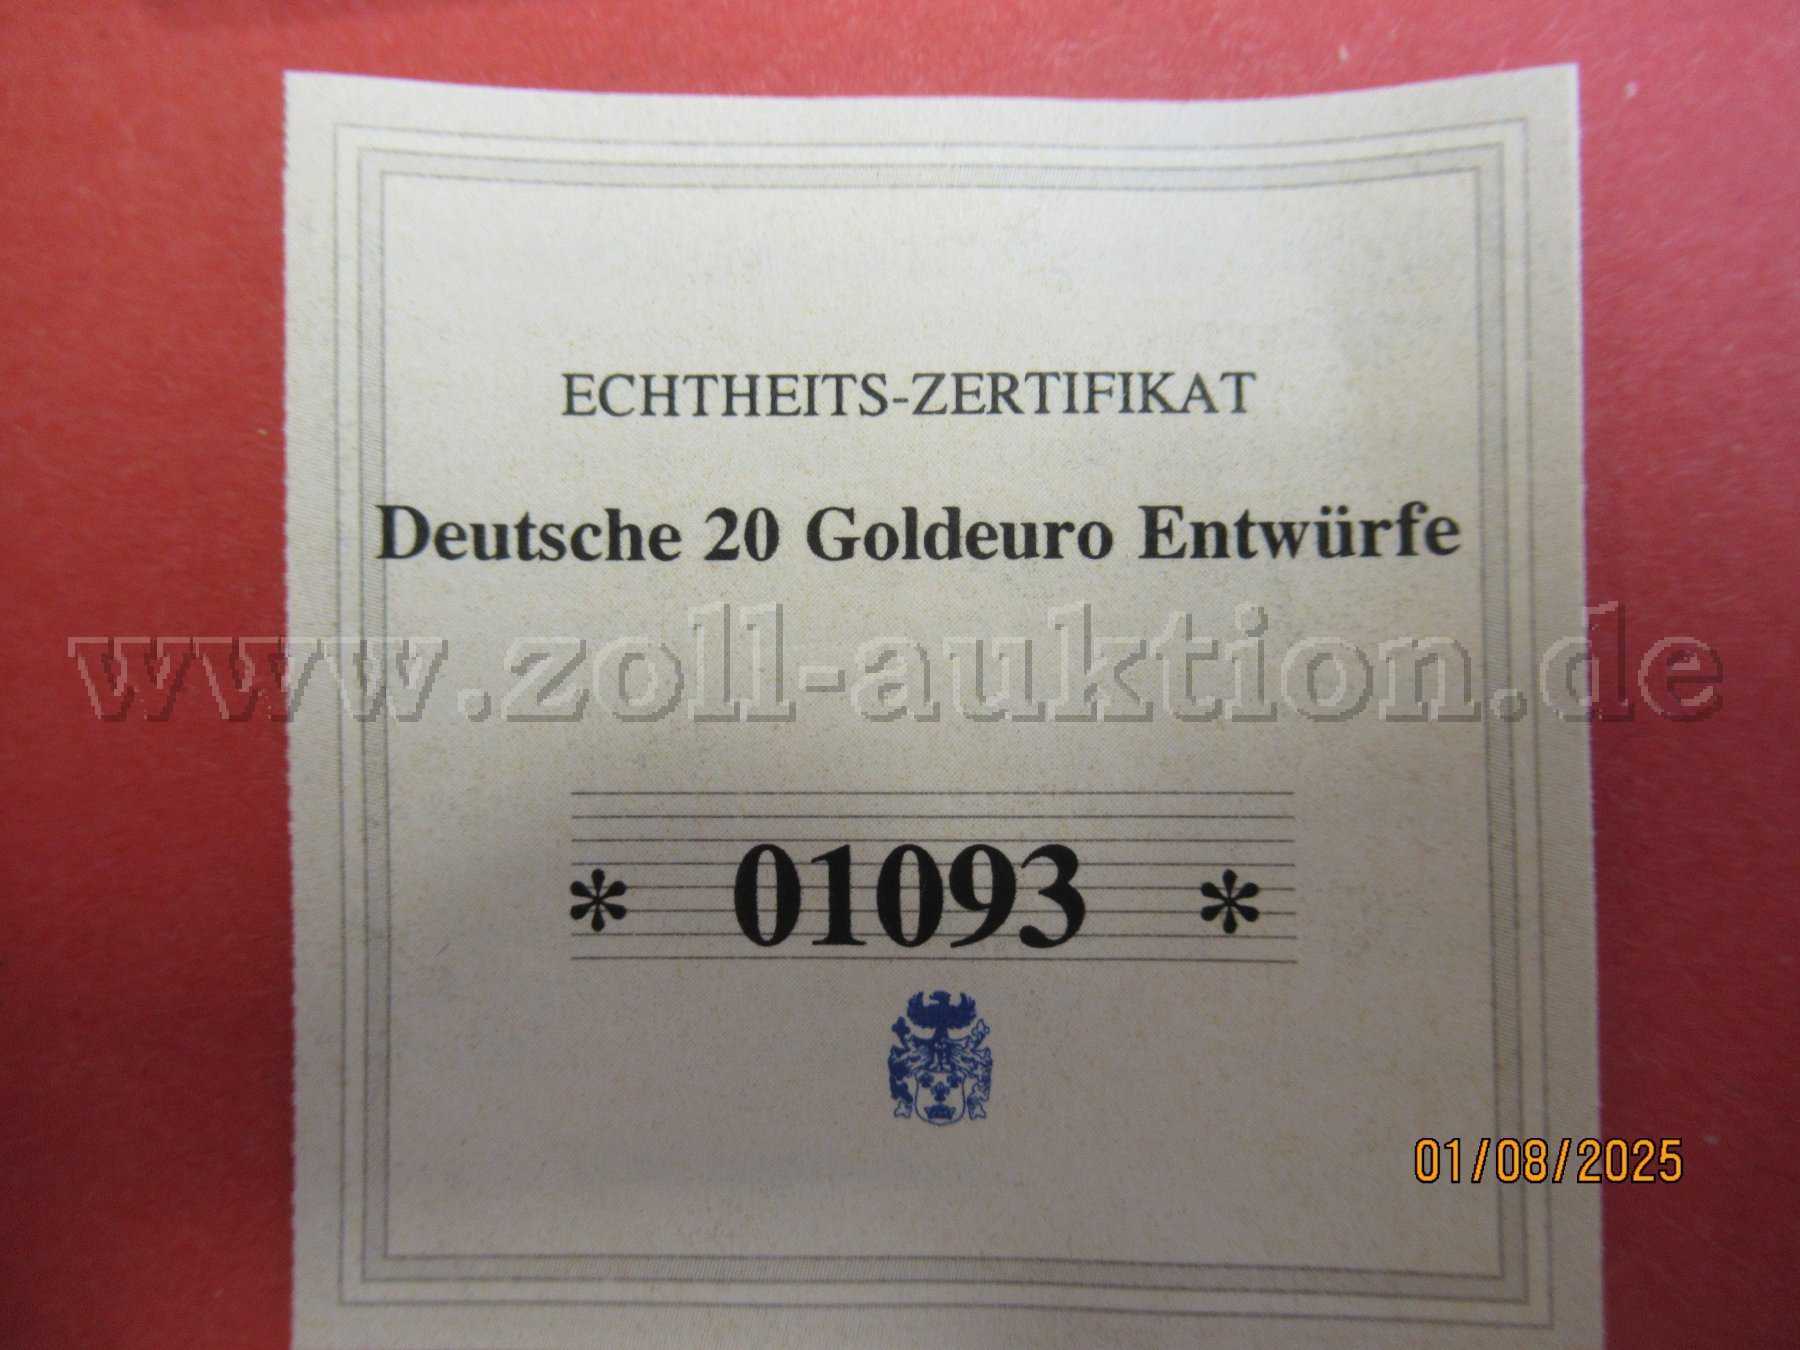 ECHTHEITS-ZERTIFIKAT
Deutsche 20 Goldeuro Entwürfe
www.zoll-auktion.de
* 01093 *
01/08/2025